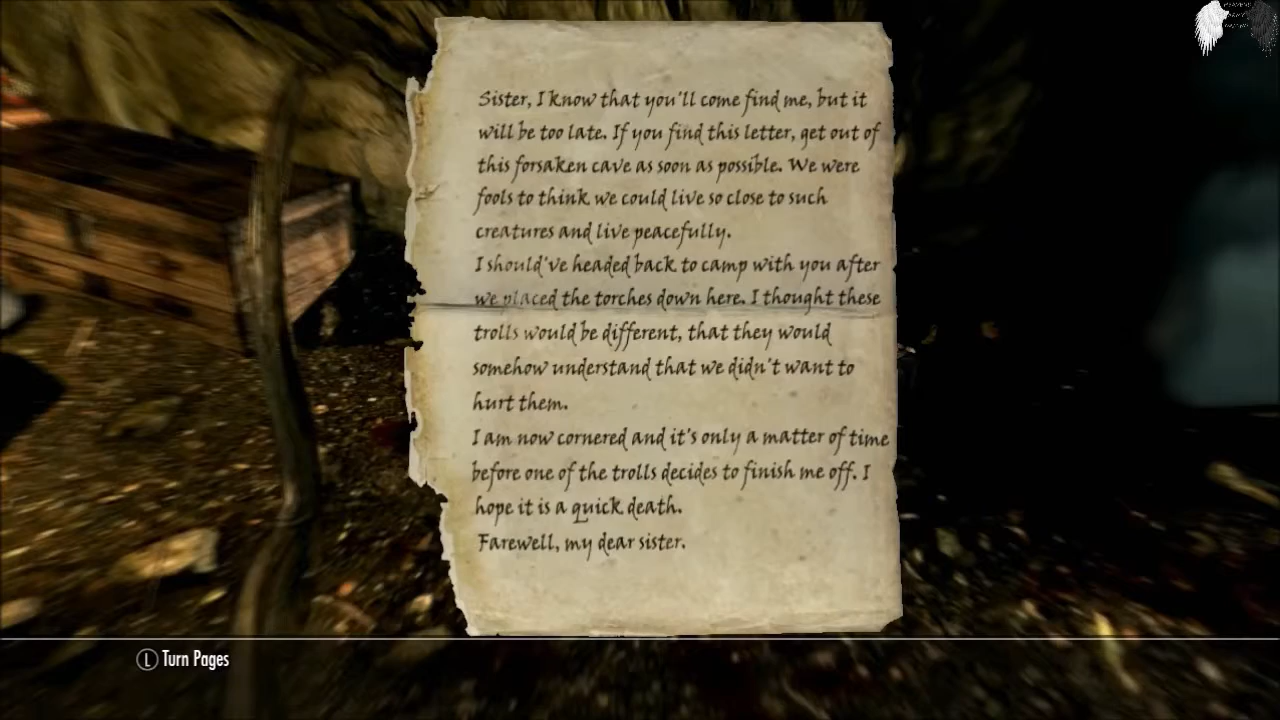 Sister, I know that you'll come find me, but it
will be too late. If you find this letter, get out of
this forsaken cave as soon as possible. We were
fools to think we could live so close to such
creatures and live peacefully.
I should've headed back to camp with you after
we placed the torches down here. I thought these
trolls would be different, that they would
somehow understand that we didn't want to
hurt them.
I am now cornered and it's only a matter of time
before one of the trolls decides to finish me off. I
hope it is a quick death.
Farewell, my dear sister.
L Turn Pages